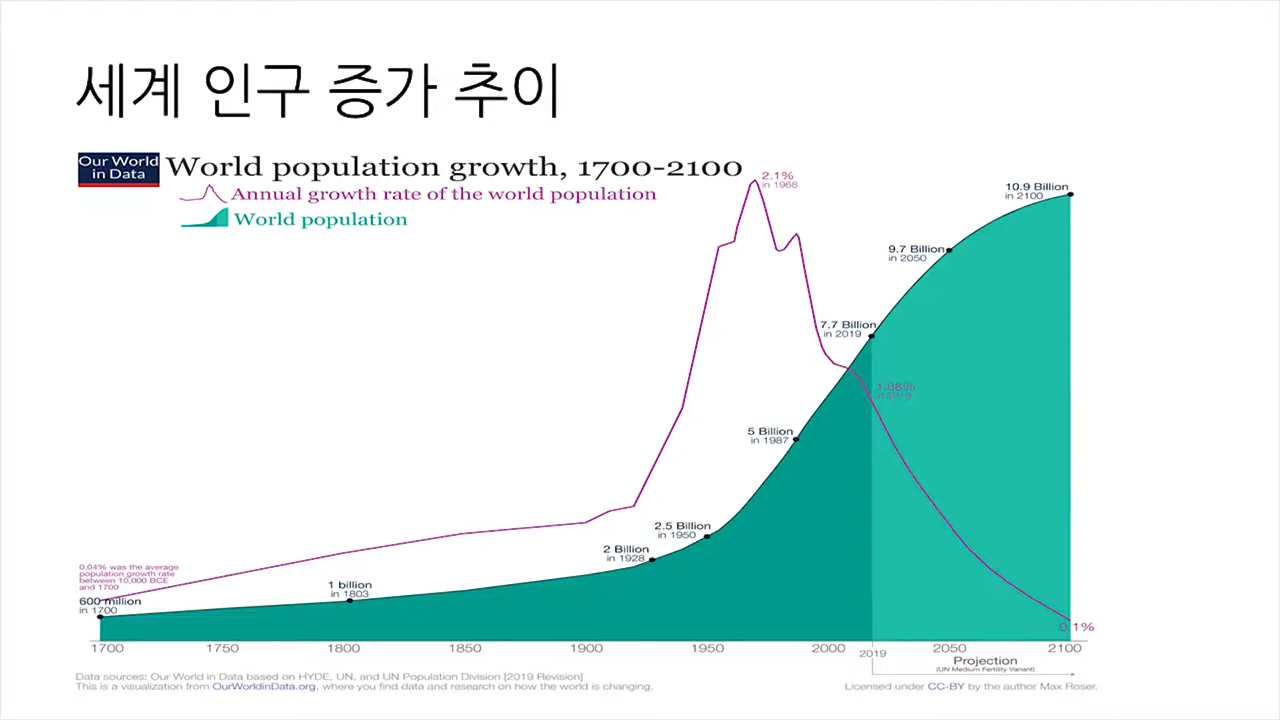 세계 인구 증가 추이
Our World
in Data
World population growth, 1700-2100
Annual growth rate of the world population
World population
2.1%
in 1968
10.9 Billion
in 2100
9.7 Billion
in 2050
7.7 Billion
in 2019
1.08%
in 2019
5 Billion
in 1987
2.5 Billion
in 1950
2 Billion
in 1928
0.04% was the average
population growth rate
between 10,000 BCE
and 1700
1 billion
in 1803
600 million
in 1700
0.1%
1700 1750 1800 1850 1900 1950 2000 2019 2050 2100
Projection
(UN Medium Fertility Variant)
Data sources: Our World in Data based on HYDE, UN, and UN Population Division [2019 Revision]
This is a visualization from OurWorldinData.org, where you find data and research on how the world is changing.
Licensed under CC-BY by the author Max Roser.